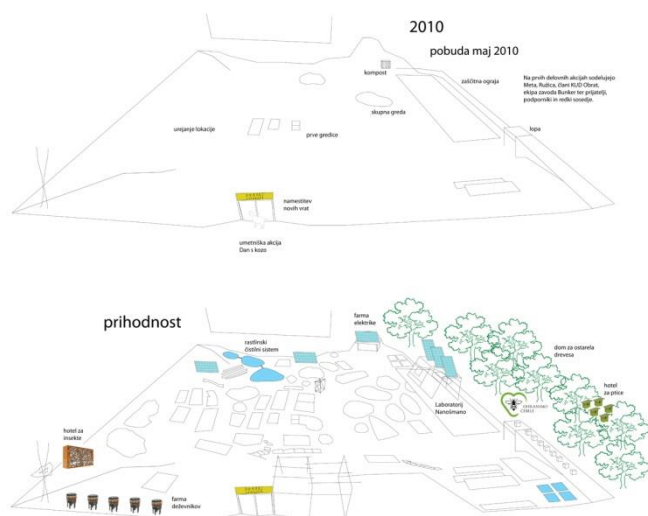 2010
pobuda maj 2010
kompost
zaščitna ograja
Na prvih delovnih akcijah sodelujejo
Meta, Ružica, člani KUD Obrat,
ekipa zavoda Bunker ter prijatelji,
podporniki in redki sosedje.
skupna greda
urejanje lokacije
prve gredice
lopa
namestitev
novih vrat
umetniška akcija
Dan s kozo
prihodnost
farma
elektrike
rastlinski
čistilni sistem
dom za ostarela
drevesa
hotel
za ptice
Laboratorij
Nanošmano
hotel za
insekte
farma
deževnikov